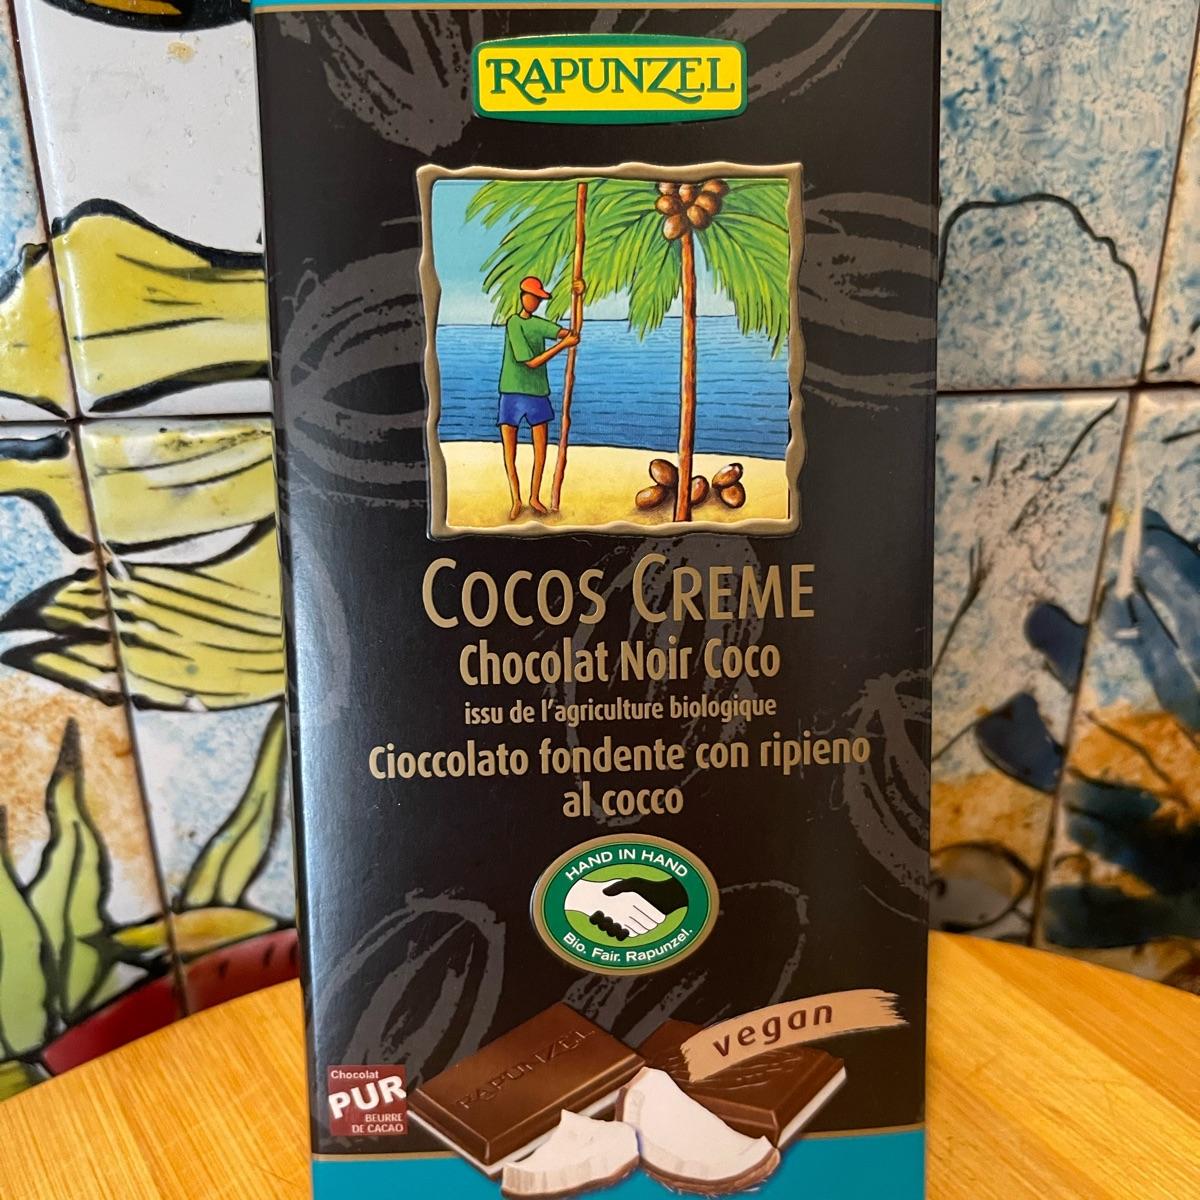 RAPUNZEL
COCOS CREME
Chocolat Noir Coco
issu de l'agriculture biologique
Cioccolato fondente con ripieno
al cocco
HAND IN HAND
Bio. Fair. Rapunzel.
vegan
RAPUNZEL
Chocolat
PUR
BEURRE
DE CACAO